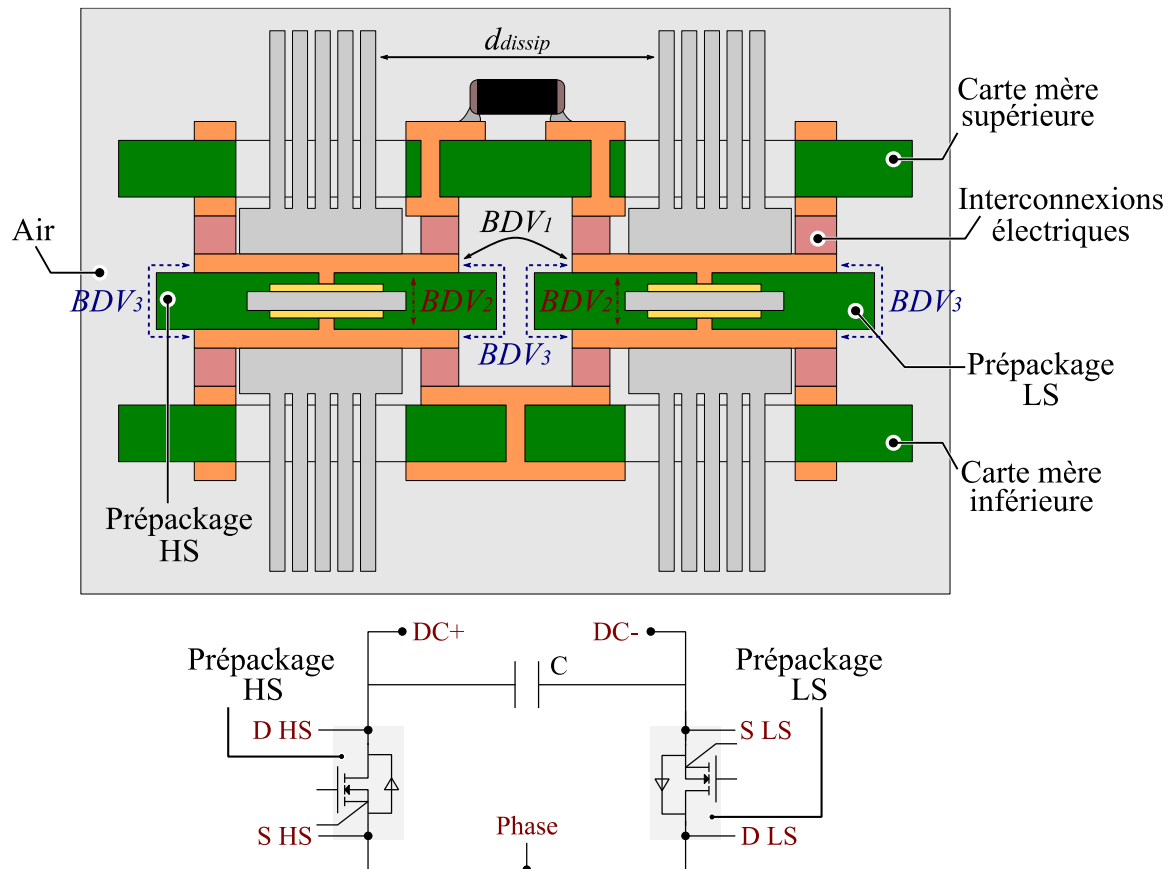 ddissip
Carte mère
supérieure
Interconnexions
électriques
Air
BDV1
BDV3
BDV2
BDV2
BDV3
BDV3
Prépackage
LS
Prépackage
HS
Carte mère
inférieure
DC+
DC-
Prépackage
HS
C
Prépackage
LS
D HS
S LS
S HS
Phase
D LS